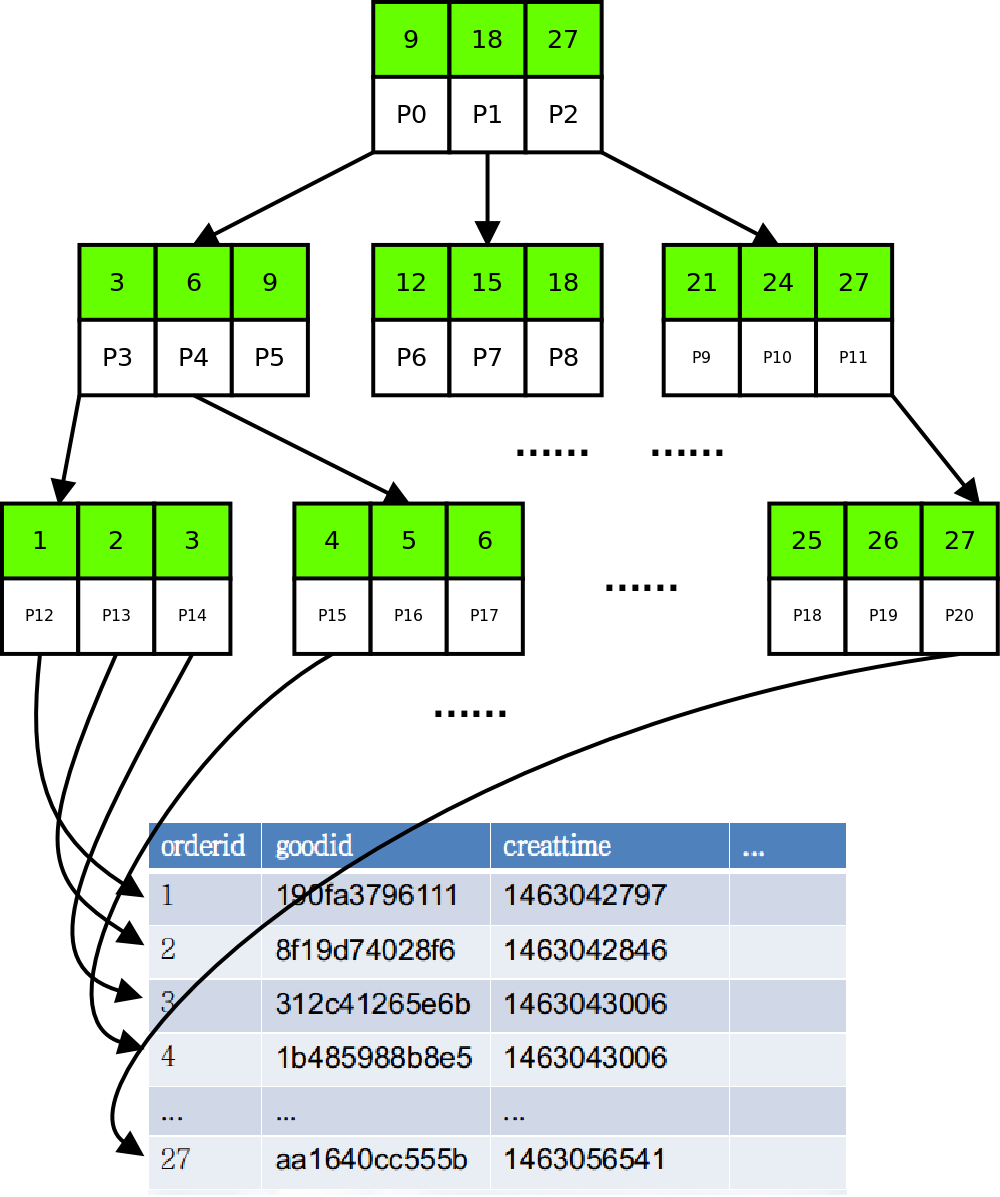 9 18 27
P0 P1 P2
3 6 9 12 15 18 21 24 27
P3 P4 P5 P6 P7 P8 P9 P10 P11
...... ......
1 2 3 4 5 6 25 26 27
......
P12 P13 P14 P15 P16 P17 P18 P19 P20
......
orderid goodid creattime ...
1 190fa3796111 1463042797
2 8f19d74028f6 1463042846
3 312c41265e6b 1463043006
4 1b485988b8e5 1463043006
... ... ...
27 aa1640cc555b 1463056541